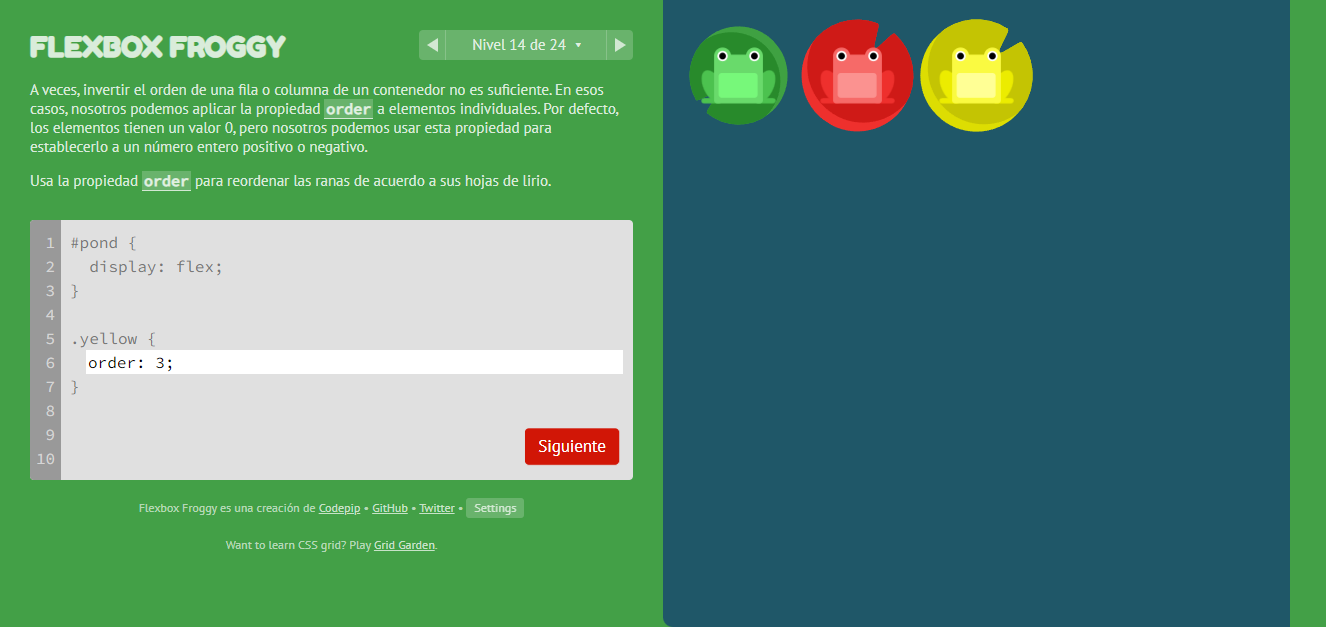 FLEXBOX FROGGY
Nivel 14 de 24
A veces, invertir el orden de una fila o columna de un contenedor no es suficiente. En esos
casos, nosotros podemos aplicar la propiedad order a elementos individuales. Por defecto,
los elementos tienen un valor 0, pero nosotros podemos usar esta propiedad para
establecerlo a un número entero positivo o negativo.
Usa la propiedad order para reordenar las ranas de acuerdo a sus hojas de lirio.
1 #pond {
2   display: flex;
3 }
4
5 .yellow {
6   order: 3;
7 }
8
9
10
Siguiente
Flexbox Froggy es una creación de Codepip • GitHub • Twitter • Settings
Want to learn CSS grid? Play Grid Garden.